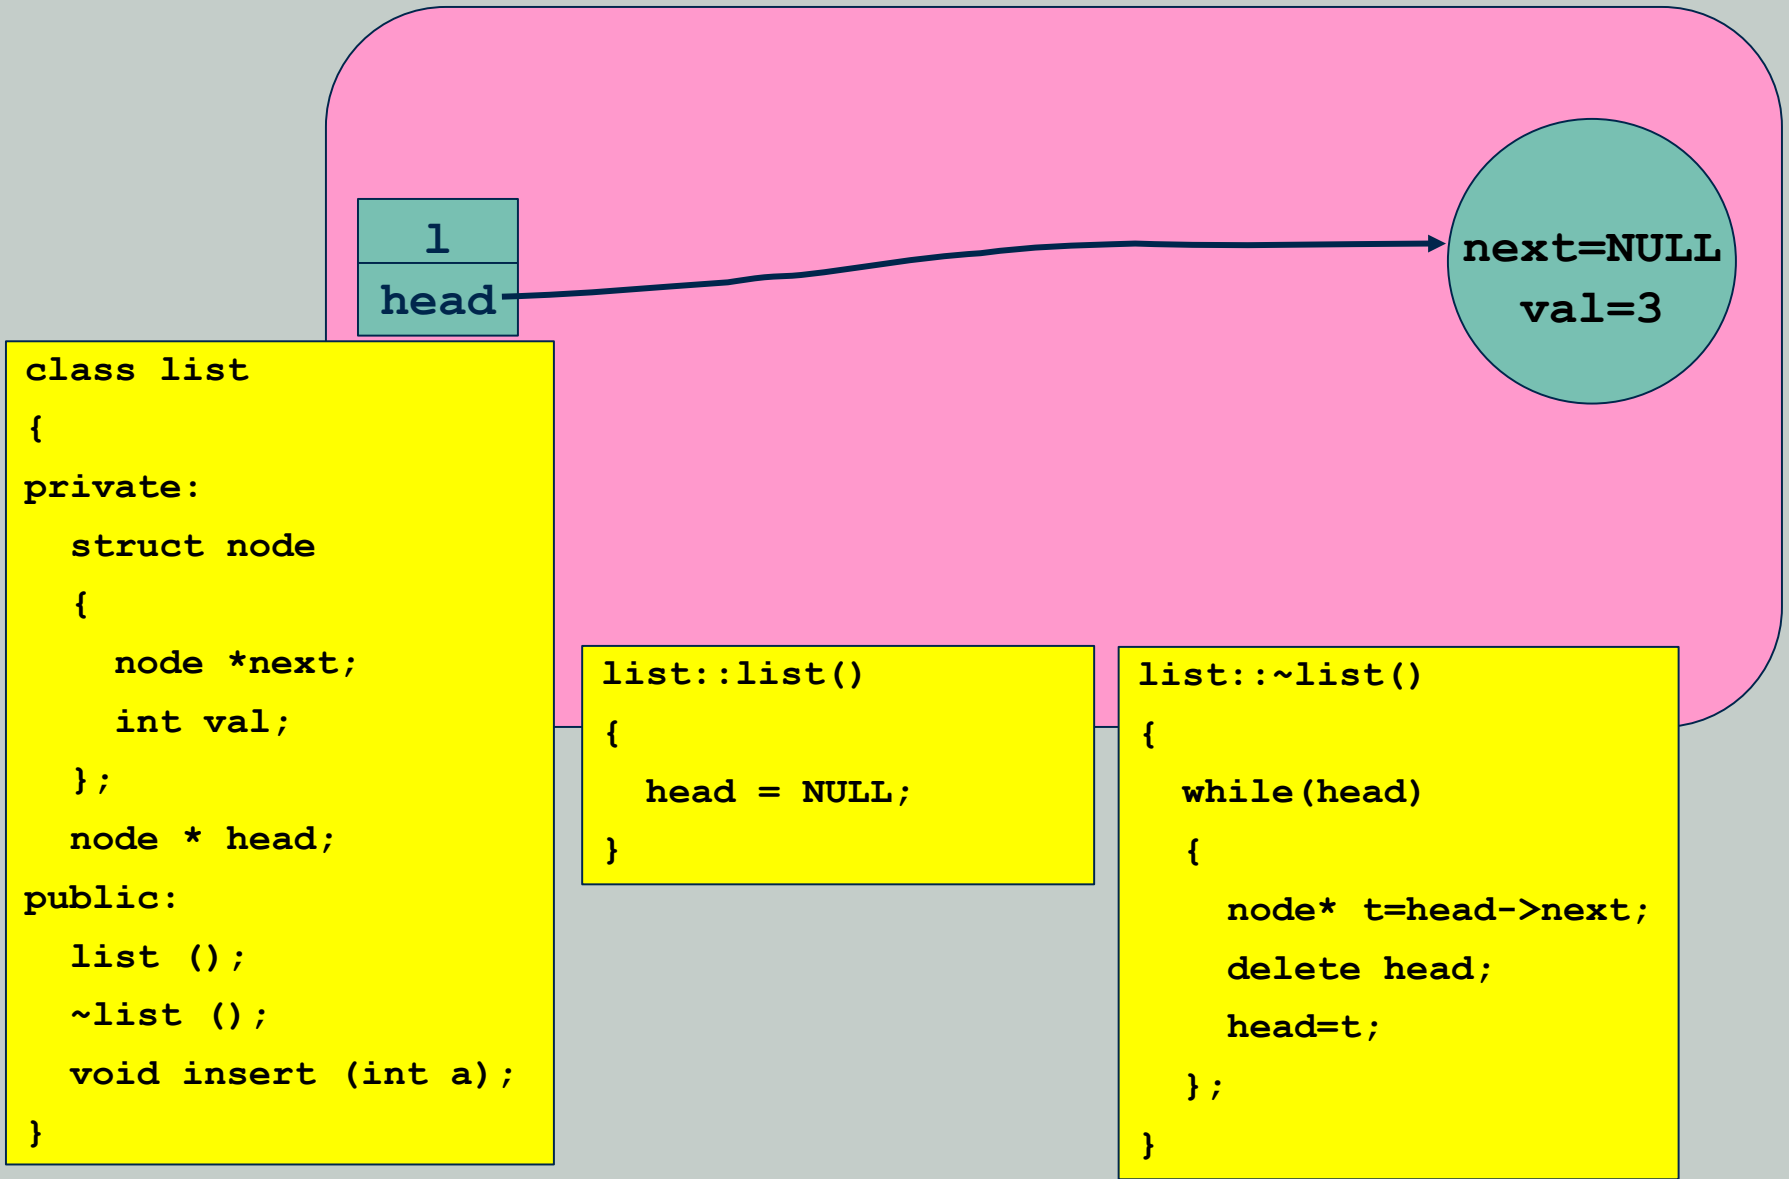 l
head
next=NULL
val=3
class list
{
private:
  struct node
  {
    node *next;
    int val;
  };
  node * head;
public:
  list ();
  ~list ();
  void insert (int a);
}
list::list()
{
  head = NULL;
}
list::~list()
{
  while(head)
  {
    node* t=head->next;
    delete head;
    head=t;
  };
}